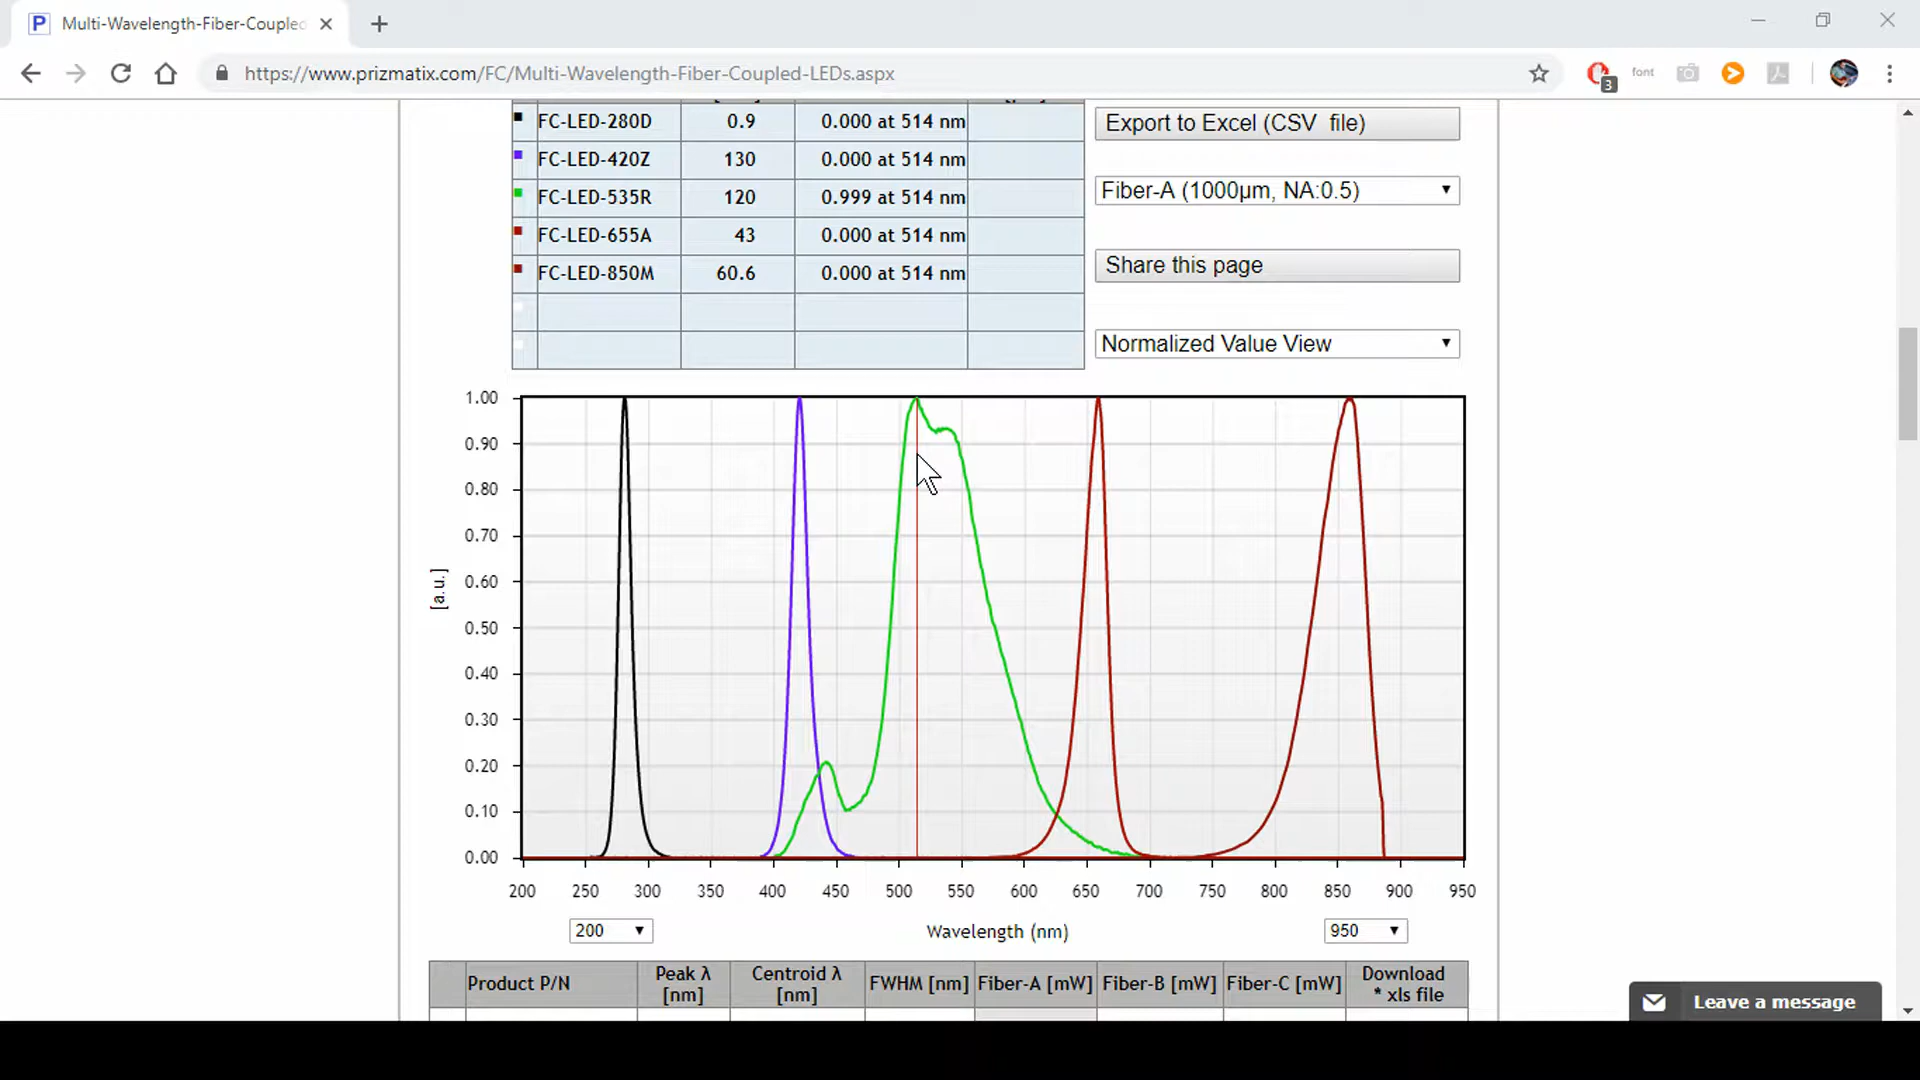 Multi-Wavelength-Fiber-Coupled
https://www.prizmatix.com/FC/Multi-Wavelength-Fiber-Coupled-LEDs.aspx
3
font
FC-LED-280D 0.9 0.000 at 514 nm
FC-LED-420Z 130 0.000 at 514 nm
FC-LED-535R 120 0.999 at 514 nm
FC-LED-655A 43 0.000 at 514 nm
FC-LED-850M 60.6 0.000 at 514 nm
Export to Excel (CSV file)
Fiber-A (1000µm, NA:0.5)
Share this page
Normalized Value View
1.00
0.90
0.80
0.70
0.60
0.50
0.40
0.30
0.20
0.10
0.00
[a.u.]
200 250 300 350 400 450 500 550 600 650 700 750 800 850 900 950
200
Wavelength (nm)
950
Product P/N
Peak λ
[nm]
Centroid λ
[nm]
FWHM [nm]
Fiber-A [mW]
Fiber-B [mW]
Fiber-C [mW]
Download
* xls file
Leave a message